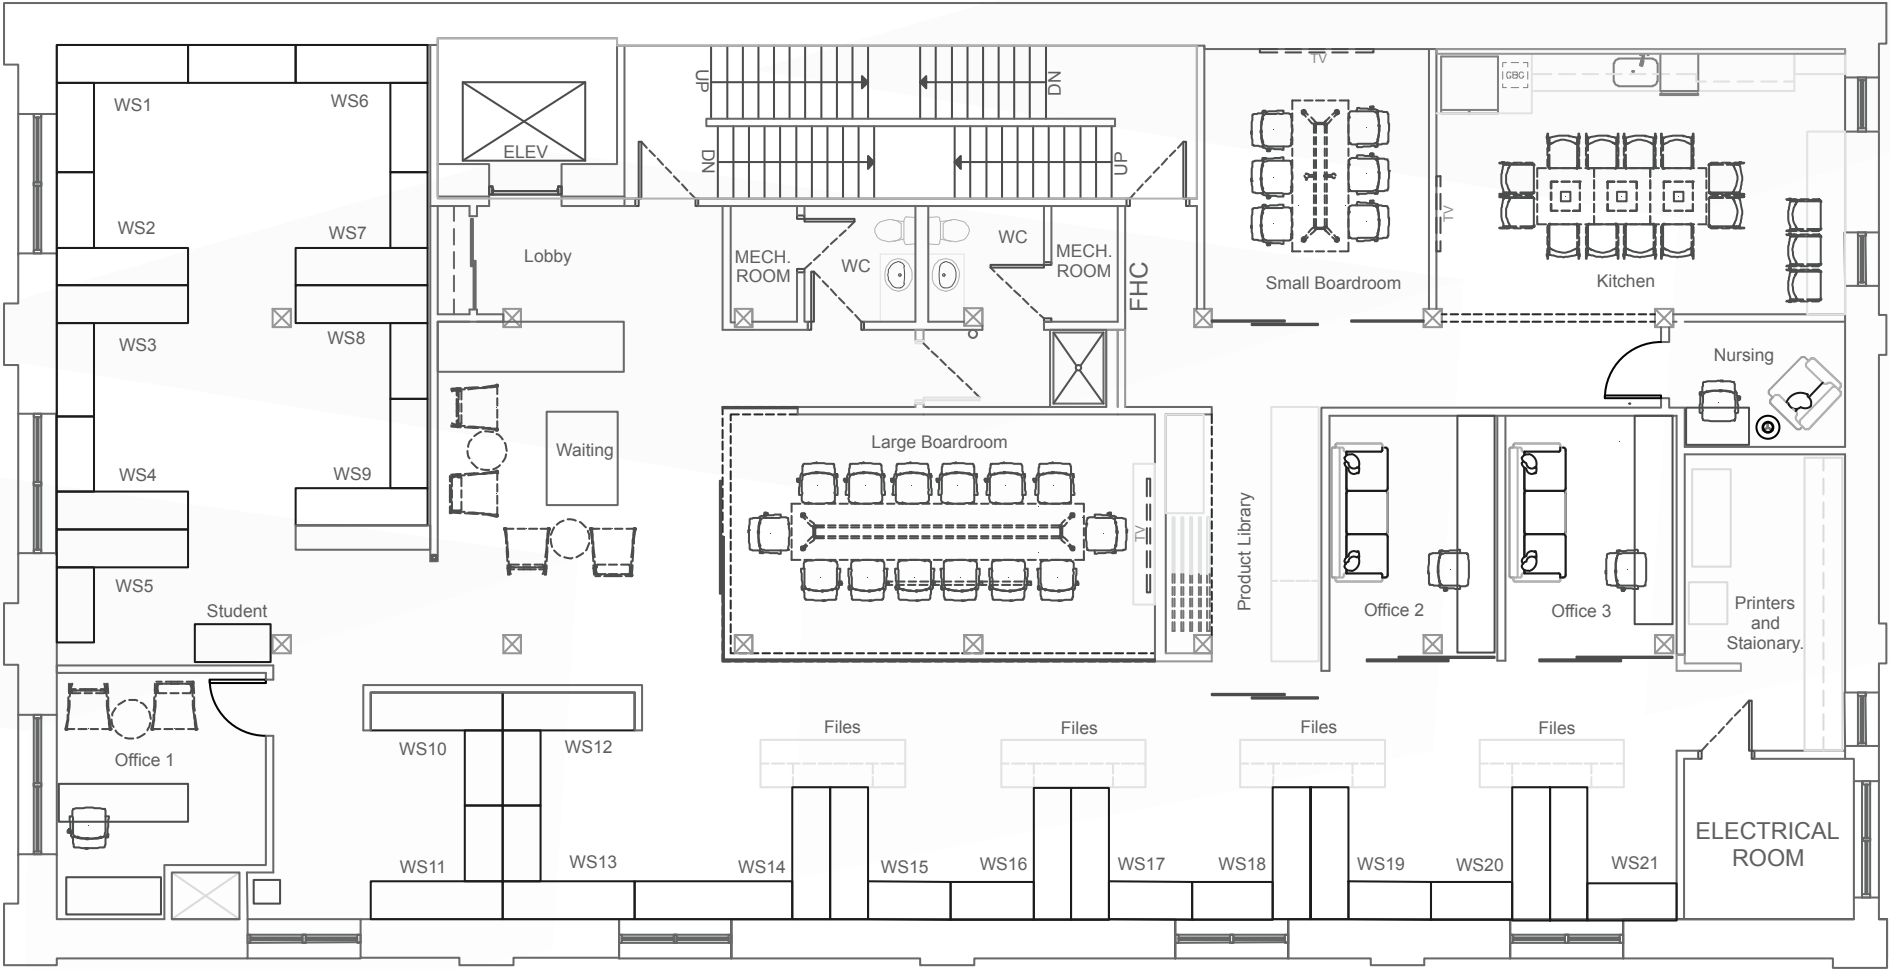 UP
DN
TV
GBG
WS1
WS6
ELEV
DN
UP
WS2
WS7
Lobby
MECH.
ROOM
WC
WC
MECH.
ROOM
FHC
TV
Small Boardroom
Kitchen
WS3
WS8
Nursing
Waiting
Large Boardroom
WS4
WS9
TV
Product Library
WS5
Student
Office 2
Office 3
Printers
and
Staionary.
Office 1
WS10
WS12
Files
Files
Files
Files
WS11
WS13
WS14
WS15
WS16
WS17
WS18
WS19
WS20
WS21
ELECTRICAL
ROOM